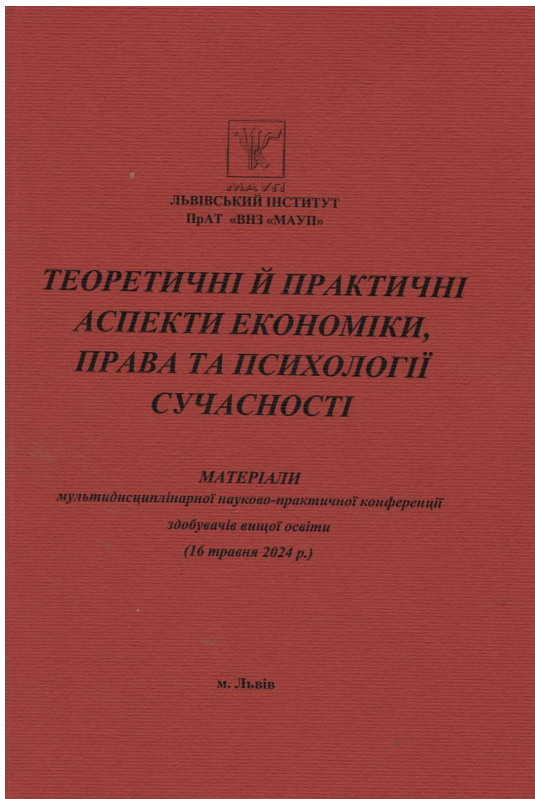 МАУП
ЛЬВІВСЬКИЙ ІНСТИТУТ
ПрАТ «ВНЗ «МАУП»
ТЕОРЕТИЧНІ Й ПРАКТИЧНІ
АСПЕКТИ ЕКОНОМІКИ,
ПРАВА ТА ПСИХОЛОГІЇ
СУЧАСНОСТІ
МАТЕРІАЛИ
мультидисциплінарної науково-практичної конференції
здобувачів вищої освіти
(16 травня 2024 р.)
м. Львів